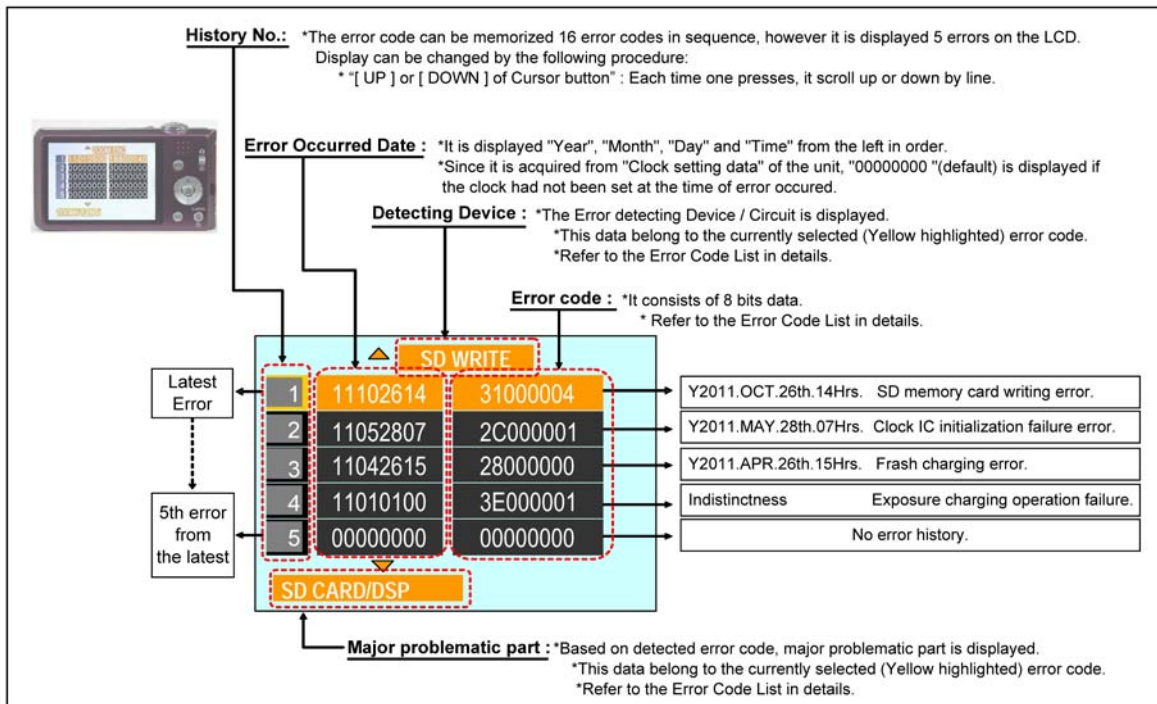 History No.: *The error code can be memorized 16 error codes in sequence, however it is displayed 5 errors on the LCD.
Display can be changed by the following procedure:
* “[ UP ] or [ DOWN ] of Cursor button” : Each time one presses, it scroll up or down by line.
Error Occurred Date : *It is displayed "Year", "Month", "Day" and "Time" from the left in order.
*Since it is acquired from "Clock setting data" of the unit, "00000000 "(default) is displayed if
the clock had not been set at the time of error occured.
Detecting Device : *The Error detecting Device / Circuit is displayed.
*This data belong to the currently selected (Yellow highlighted) error code.
*Refer to the Error Code List in details.
Error code : *It consists of 8 bits data.
* Refer to the Error Code List in details.
SD WRITE
Latest
Error
5th error
from
the latest
1 11102614 31000004 Y2011.OCT.26th.14Hrs. SD memory card writing error.
2 11052807 2C000001 Y2011.MAY.28th.07Hrs. Clock IC initialization failure error.
3 11042615 28000000 Y2011.APR.26th.15Hrs. Frash charging error.
4 11010100 3E000001 Indistinctness Exposure charging operation failure.
5 00000000 00000000 No error history.
SD CARD/DSP
Major problematic part : *Based on detected error code, major problematic part is displayed.
*This data belong to the currently selected (Yellow highlighted) error code.
*Refer to the Error Code List in details.